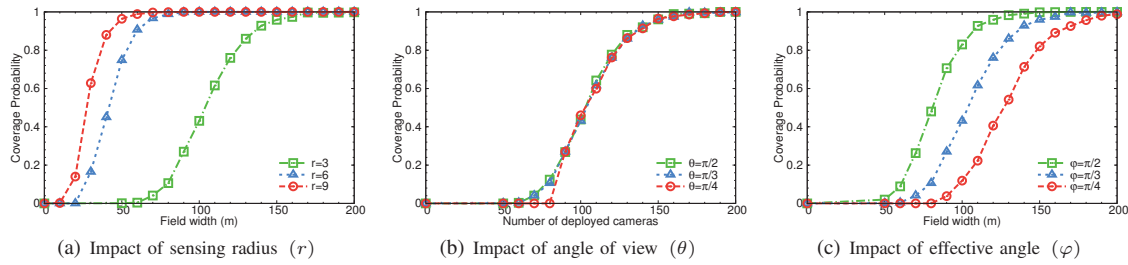 Coverage Probability
1
0.8
0.6
0.4
0.2
0
0 50 100 150 200
Field width (m)
r=3
r=6
r=9
(a) Impact of sensing radius (r)
Coverage Probability
1
0.8
0.6
0.4
0.2
0
0 50 100 150 200
Number of deployed cameras
θ=π/2
θ=π/3
θ=π/4
(b) Impact of angle of view (θ)
Coverage Probability
1
0.8
0.6
0.4
0.2
0
0 50 100 150 200
Field width (m)
φ=π/2
φ=π/3
φ=π/4
(c) Impact of effective angle (φ)